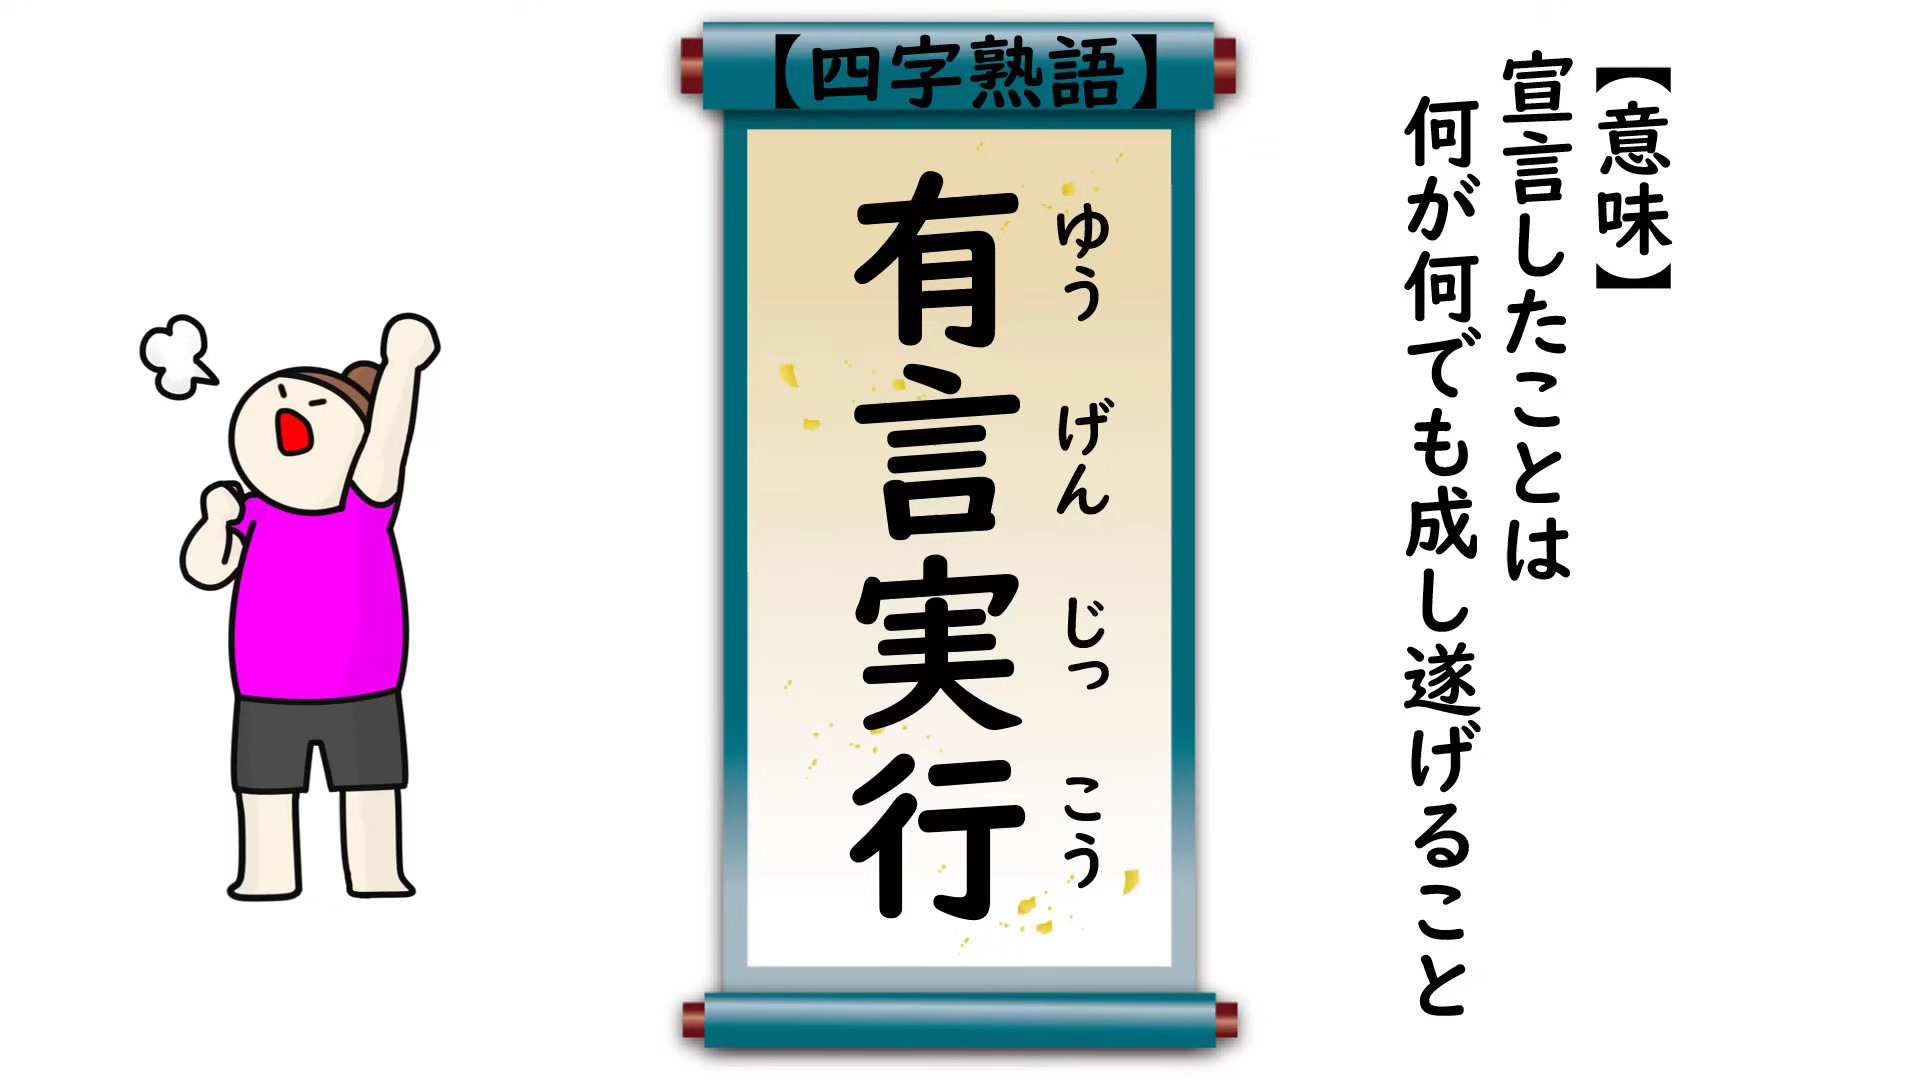 【四字熟語】
有言実行
ゆうげんじっこう
【意味】
宣言したことは
何が何でも成し遂げること